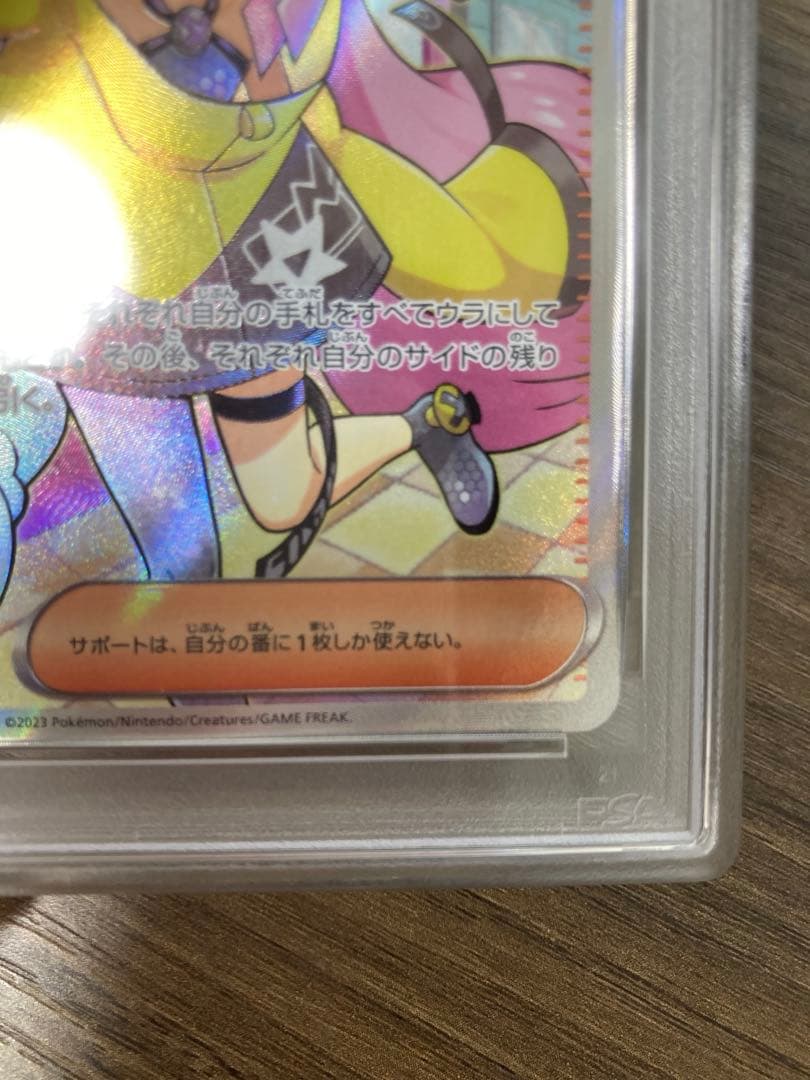 それぞれ自分の手札をすべてウラにして
、その後、それぞれ自分のサイドの残り
引く。
サポートは、自分の番に1枚しか使えない。
©2023 Pokémon/Nintendo/Creatures/GAME FREAK.
PSA